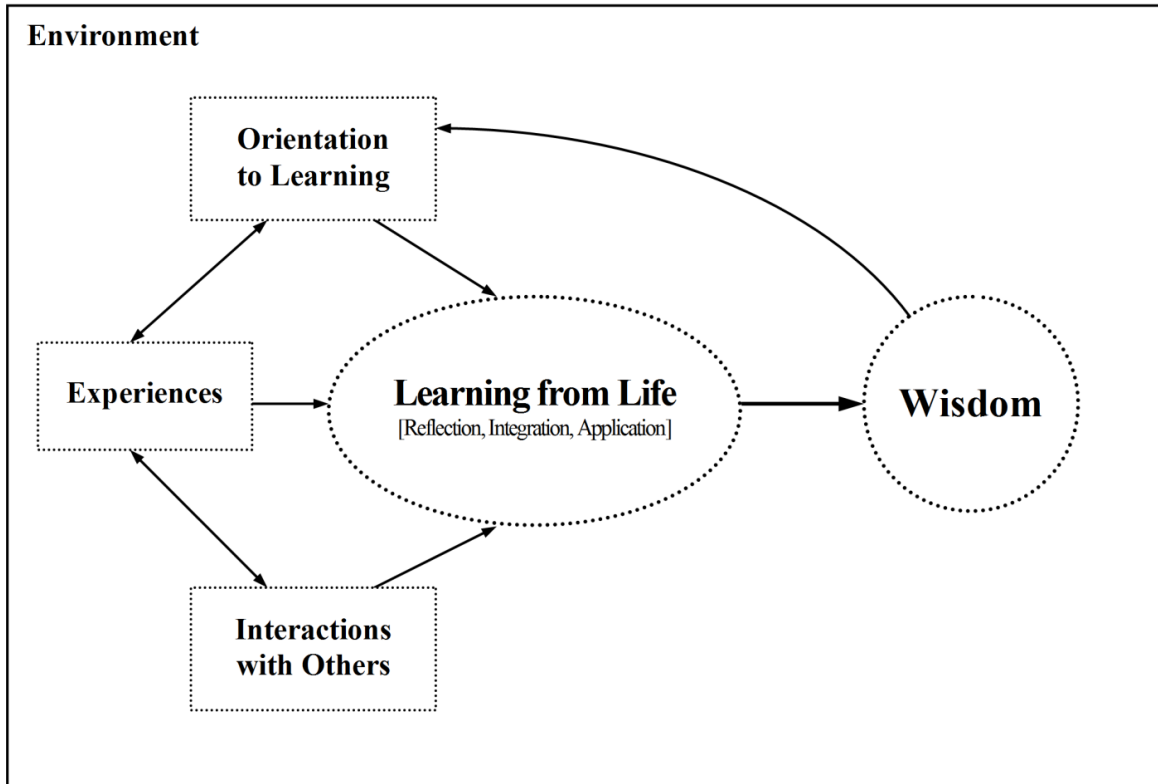 Environment
Orientation
to Learning
Experiences
Learning from Life
[Reflection, Integration, Application]
Wisdom
Interactions
with Others